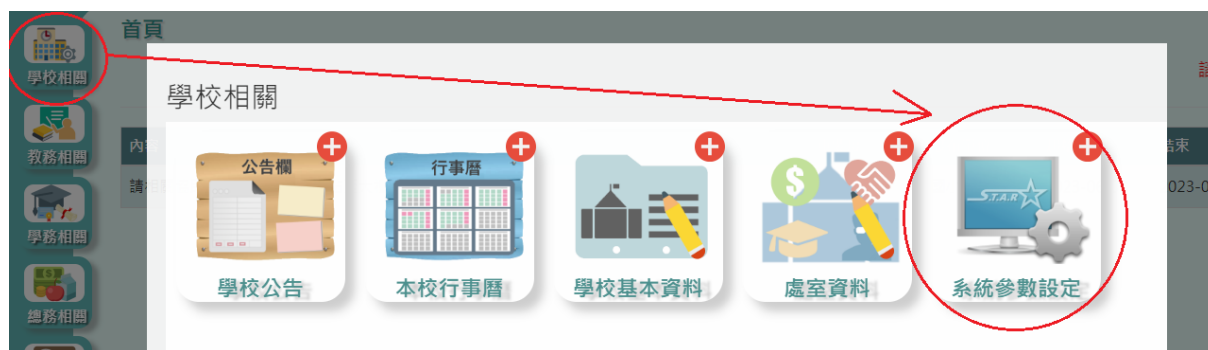 首頁
學校相關
學校相關
教務相關
學務相關
總務相關
公告欄
學校公告
行事曆
本校行事曆
學校基本資料
處室資料
S.T.A.R
系統參數設定
結束
023-0